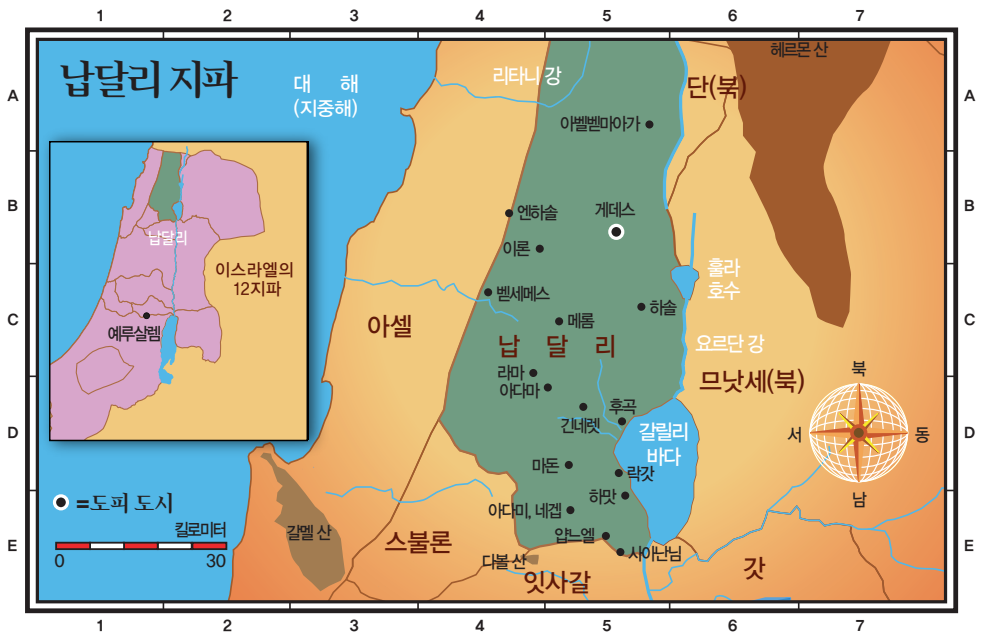 1 2 3 4 5 6 7
납달리 지파
대 해
(지중해)
리타니 강
헤르몬 산
단(북)
A A
아벨벧마아가
B B
엔하솔
게데스
이론
납달리
이스라엘의
12지파
예루살렘
훌라
호수
벧세메스
하솔
C C
아셀
메롬
납 달 리
요르단 강
라마
아다마
므낫세(북)
북
서 동
남
긴네렛
후곡
D D
갈릴리
바다
마돈
락갓
하맛
=도피 도시
킬로미터
0 30
갈멜 산
아다미, 네겝
얍느엘
E E
스불론
사아난님
다볼 산
잇사갈
갓
1 2 3 4 5 6 7